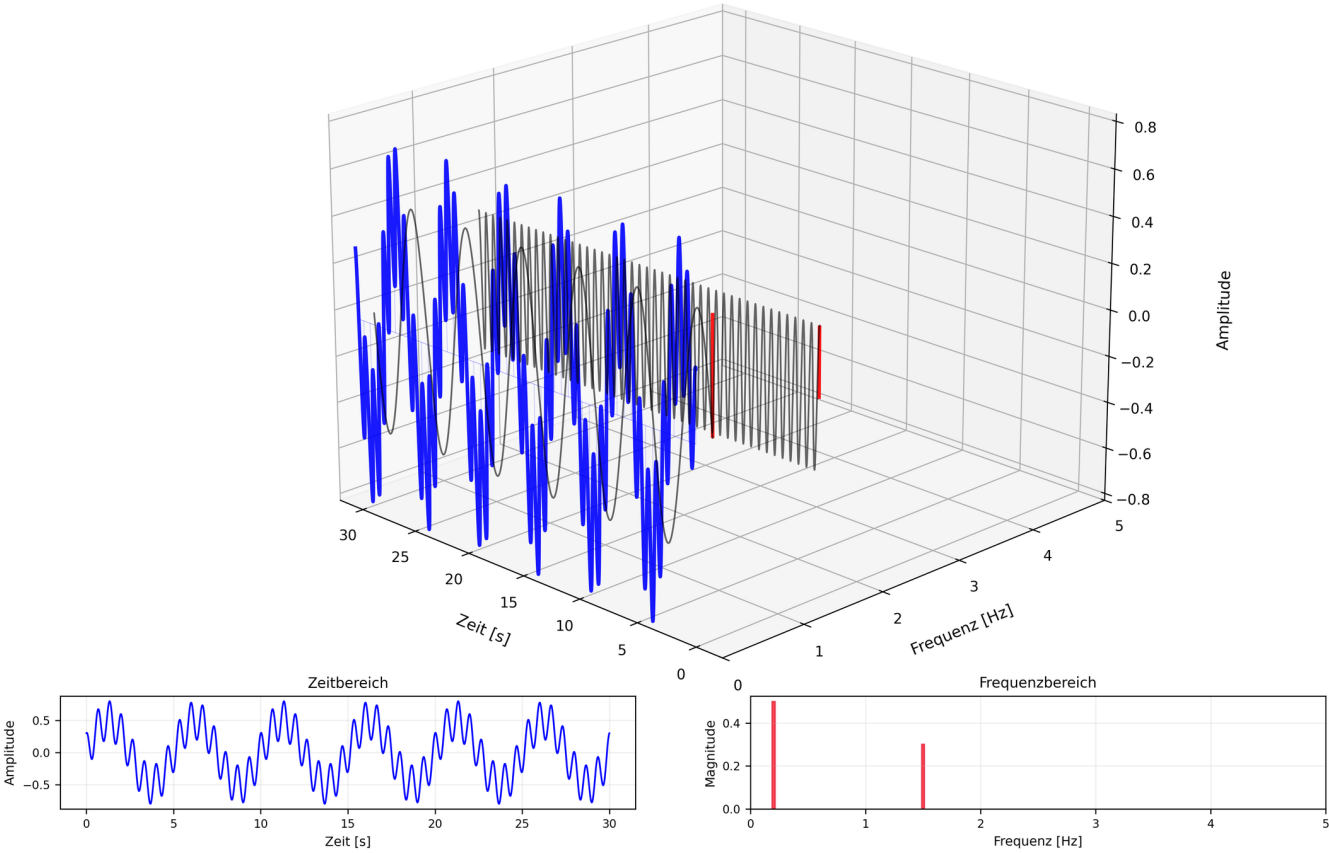 0.8
0.6
0.4
0.2
0.0
−0.2
−0.4
−0.6
−0.8
Amplitude
30
25
20
15
10
5
0
Zeit [s]
0
1
2
3
4
5
Frequenz [Hz]
Zeitbereich
Amplitude
0.5
0.0
−0.5
0 5 10 15 20 25 30
Zeit [s]
Frequenzbereich
Magnitude
0.4
0.2
0.0
0 1 2 3 4 5
Frequenz [Hz]